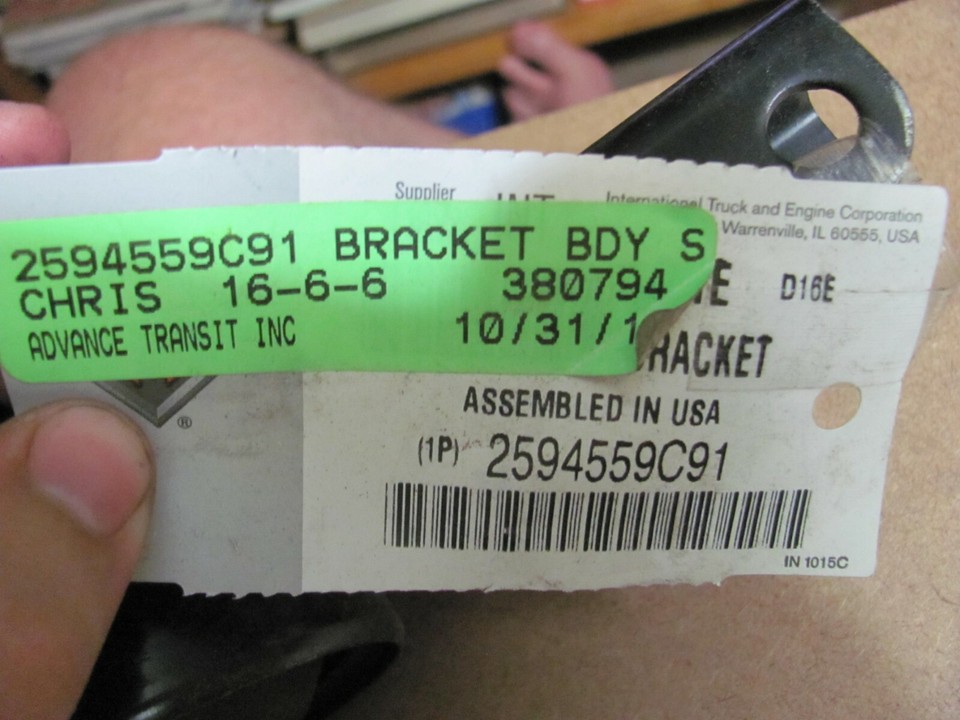 Supplier
INT
International Truck and Engine Corporation
Warrenville, IL 60555, USA
2594559C91 BRACKET BDY S
CHRIS 16-6-6 380794
ADVANCE TRANSIT INC 10/31/1
D16E
RACKET
®
ASSEMBLED IN USA
(1P) 2594559C91
IN 1015C